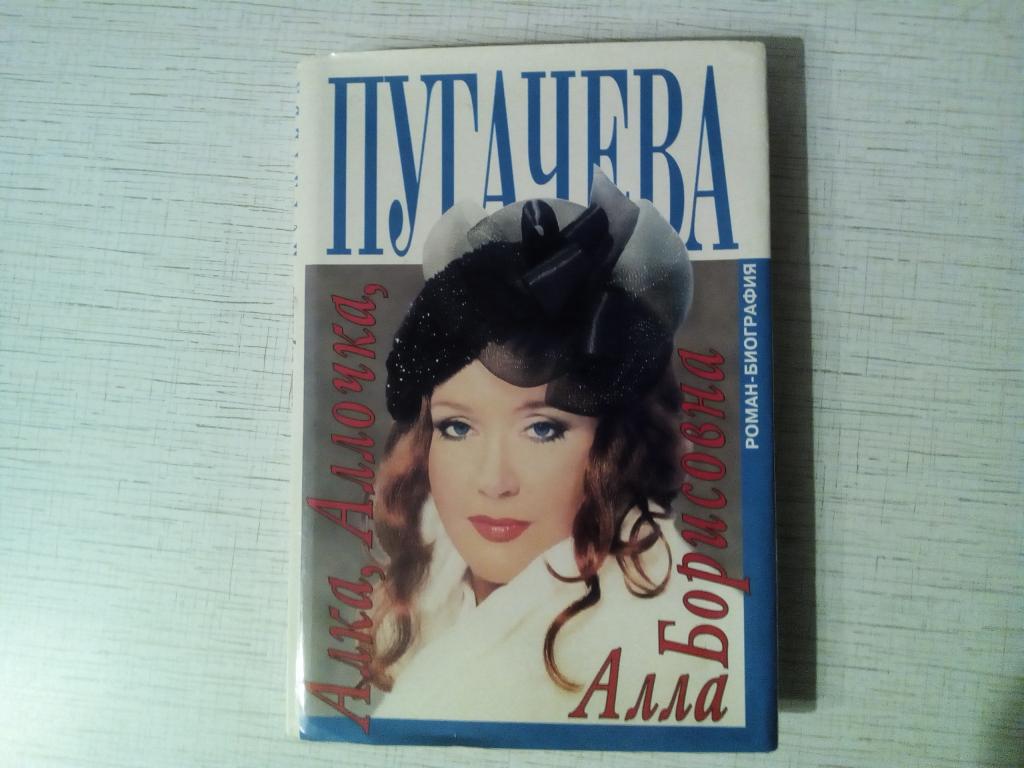 ПУГАЧЕВА
Алка, Аллочка,
Алла
Борисовна
РОМАН-БИОГРАФИЯ